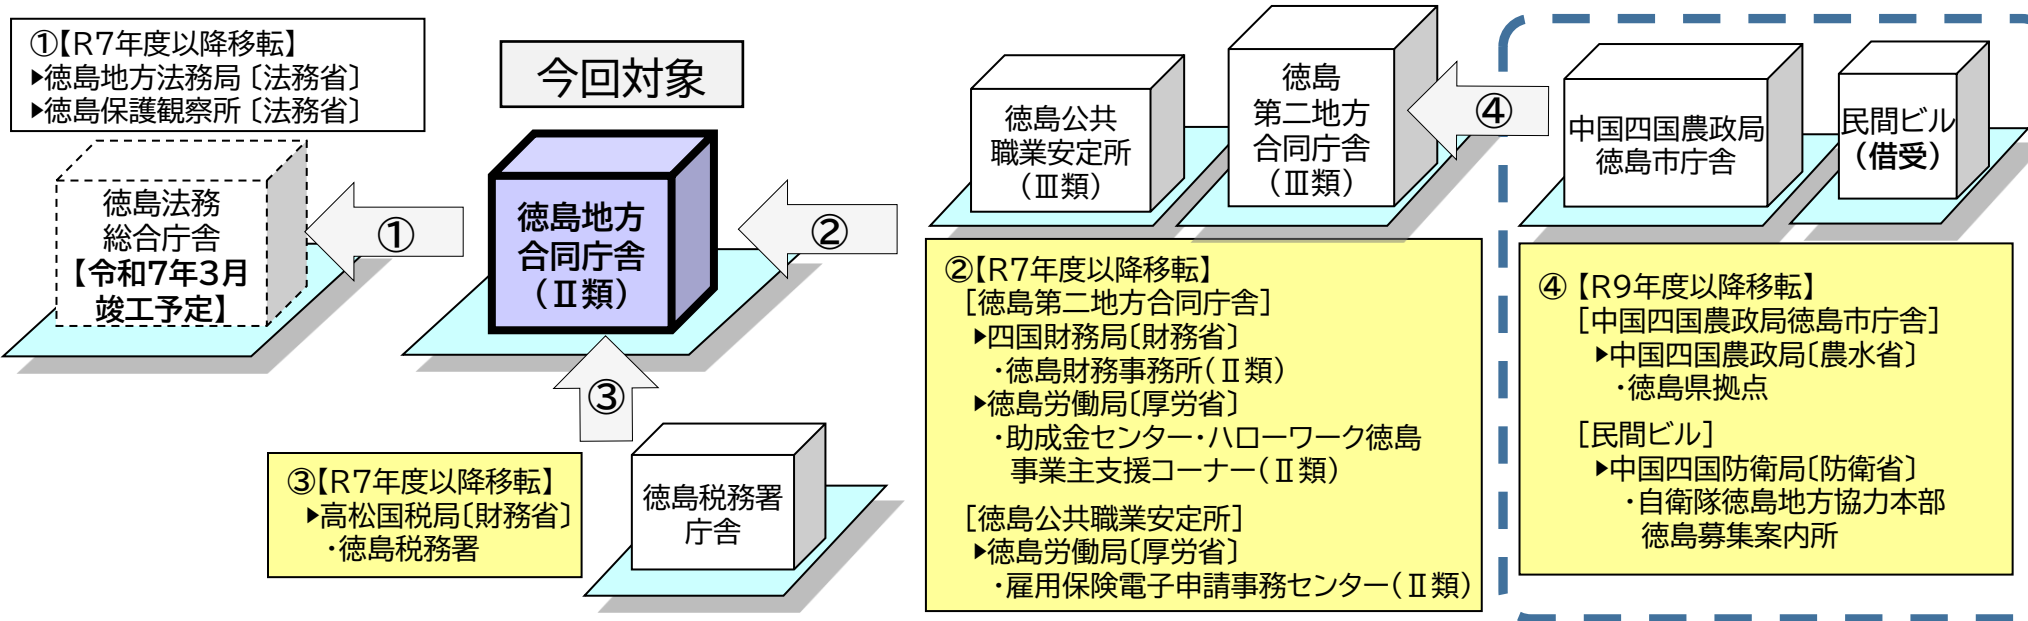 ①【R7年度以降移転】
▶徳島地方法務局〔法務省〕
▶徳島保護観察所〔法務省〕
今回対象
徳島法務
総合庁舎
【令和7年3月
竣工予定】
①
徳島地方
合同庁舎
（Ⅱ類）
②
③
③【R7年度以降移転】
▶高松国税局〔財務省〕
・徳島税務署
徳島税務署
庁舎
徳島公共
職業安定所
（Ⅲ類）
徳島
第二地方
合同庁舎
（Ⅲ類）
④
中国四国農政局
徳島市庁舎
民間ビル
（借受）
②【R7年度以降移転】
［徳島第二地方合同庁舎］
▶四国財務局〔財務省〕
・徳島財務事務所（Ⅱ類）
▶徳島労働局〔厚労省〕
・助成金センター・ハローワーク徳島
事業主支援コーナー（Ⅱ類）
［徳島公共職業安定所］
▶徳島労働局〔厚労省〕
・雇用保険電子申請事務センター（Ⅱ類）
④【R9年度以降移転】
［中国四国農政局徳島市庁舎］
▶中国四国農政局〔農水省〕
・徳島県拠点
［民間ビル］
▶中国四国防衛局〔防衛省〕
・自衛隊徳島地方協力本部
徳島募集案内所